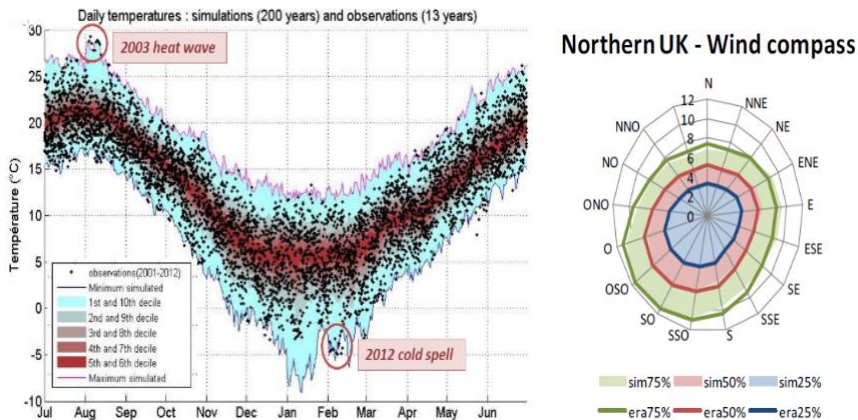 Daily temperatures : simulations (200 years) and observations (13 years)
30
25
20
15
10
5
0
-5
-10
Températÿre (°C)
2003 heat wave
2012 cold spell
observations(2001-2012)
Minimum simulated
1st and 10th decile
2nd and 9th decile
3rd and 8th decile
4th and 7th decile
5th and 6th decile
Maximum simulated
Jul Aug Sep Oct Nov Dec Jan Feb Mar Apr May Jun
Northern UK - Wind compass
N
NNE
NE
ENE
E
ESE
SE
SSE
S
SSO
SO
OSO
O
ONO
NO
NNO
12
10
8
6
4
2
0
sim75% sim50% sim25%
era75% era50% era25%